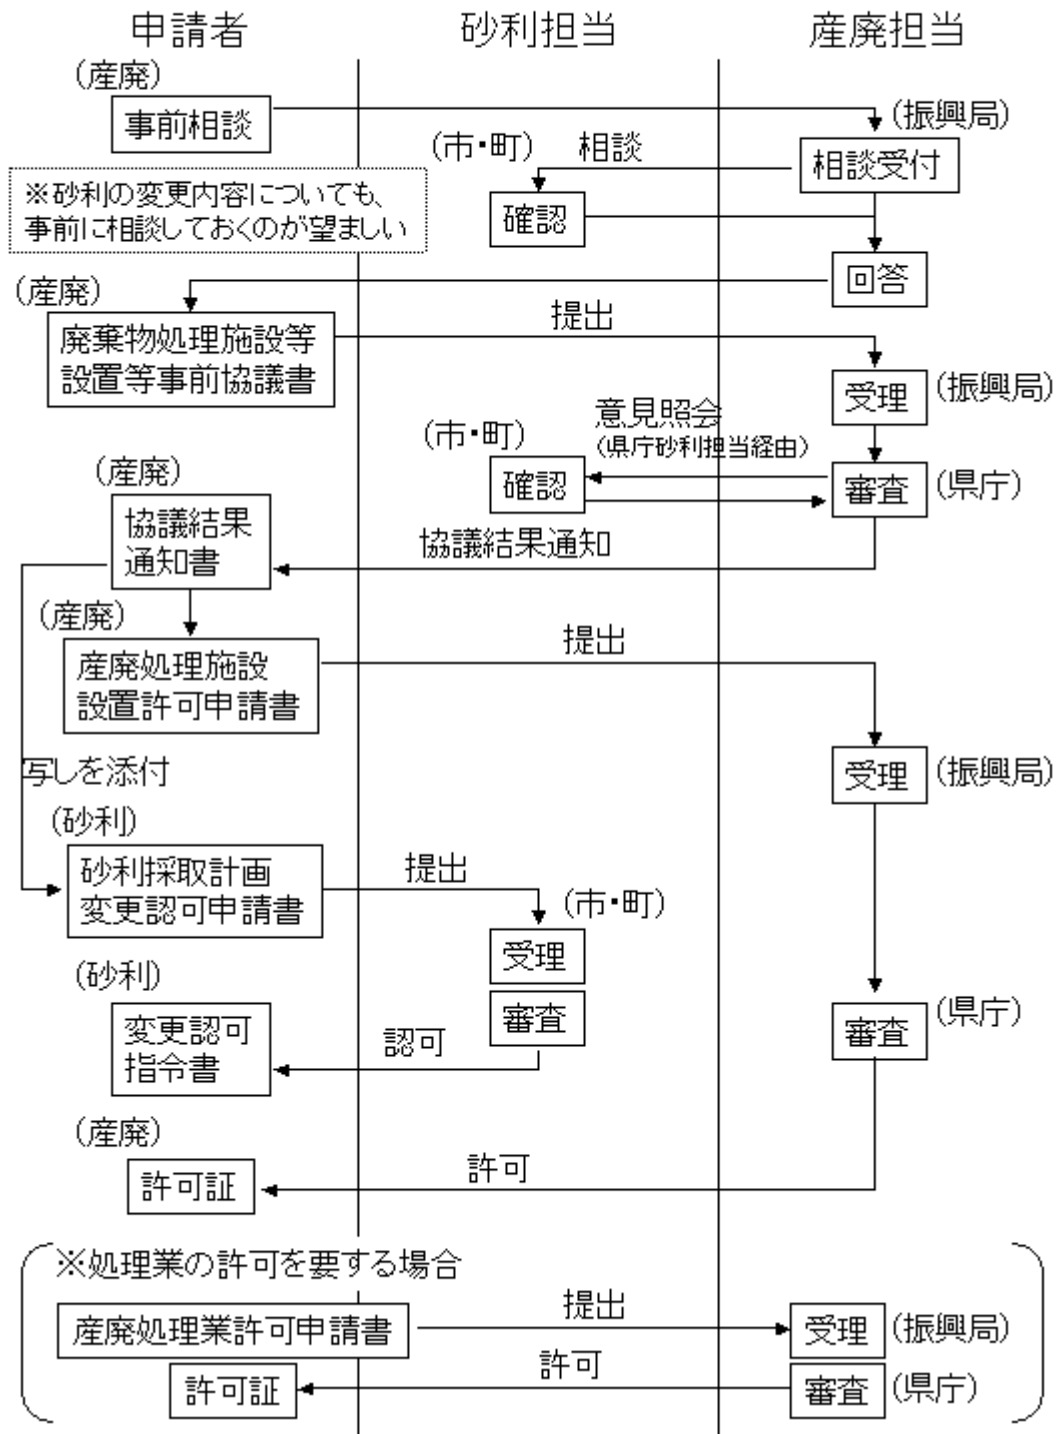 申請者
砂利担当
産廃担当
(産廃)
事前相談
(振興局)
相談受付
(市・町)
相談
確認
※砂利の変更内容についても、
事前に相談しておくのが望ましい
回答
(産廃)
廃棄物処理施設等
設置等事前協議書
提出
受理
(振興局)
意見照会
(県庁砂利担当経由)
(市・町)
確認
審査
(県庁)
協議結果通知
(産廃)
協議結果
通知書
(産廃)
産廃処理施設
設置許可申請書
提出
受理
(振興局)
写しを添付
(砂利)
砂利採取計画
変更認可申請書
提出
(市・町)
受理
審査
(県庁)
審査
認可
(砂利)
変更認可
指令書
(産廃)
許可証
許可
※処理業の許可を要する場合
産廃処理業許可申請書
提出
受理
(振興局)
許可証
許可
審査
(県庁)